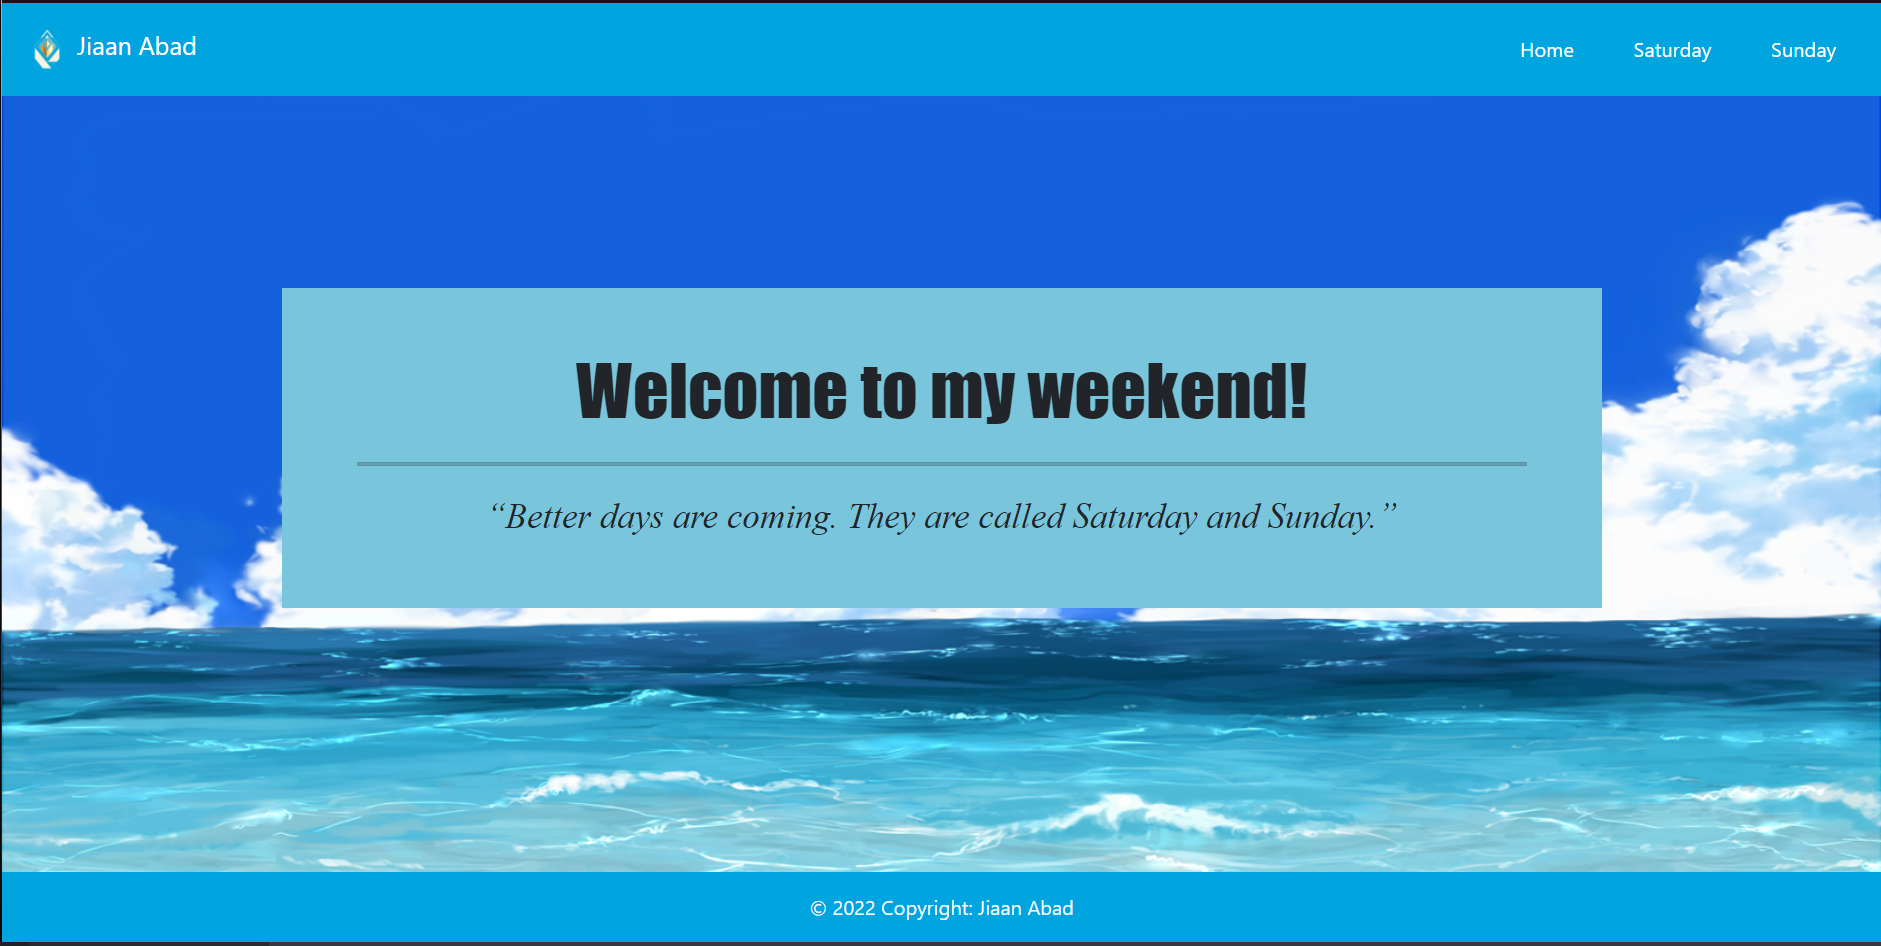 Jiaan Abad
Home Saturday Sunday
Welcome to my weekend!
“Better days are coming. They are called Saturday and Sunday.”
© 2022 Copyright: Jiaan Abad